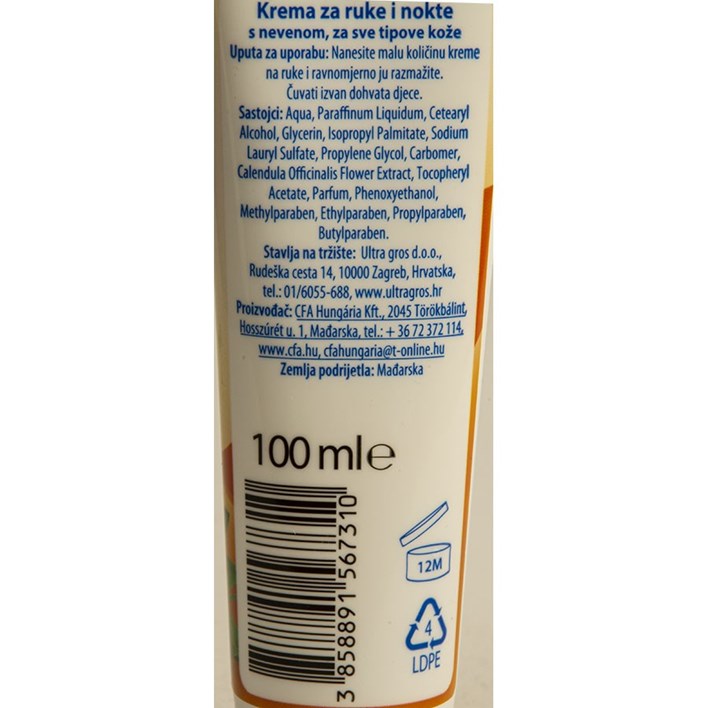 Krema za ruke i nokte
s nevenom, za sve tipove kože
Uputa za uporabu: Nanesite malu količinu kreme
na ruke i ravnomjerno ju razmažite.
Čuvati izvan dohvata djece.
Sastojci: Aqua, Paraffinum Liquidum, Cetearyl
Alcohol, Glycerin, Isopropyl Palmitate, Sodium
Lauryl Sulfate, Propylene Glycol, Carbomer,
Calendula Officinalis Flower Extract, Tocopheryl
Acetate, Parfum, Phenoxyethanol,
Methylparaben, Ethylparaben, Propylparaben,
Butylparaben.
Stavlja na tržište: Ultra gros d.o.o.,
Rudeška cesta 14, 10000 Zagreb, Hrvatska,
tel.: 01/6055-688, www.ultragros.hr
Proizvođač: CFA Hungária Kft., 2045 Törökbálint,
Hosszúrét u. 1, Mađarska, tel.: + 36 72 372 114,
www.cfa.hu, cfahungaria@t-online.hu
Zemlja podrijetla: Mađarska
100 ml e
3 858891 567310
12M
4
LDPE